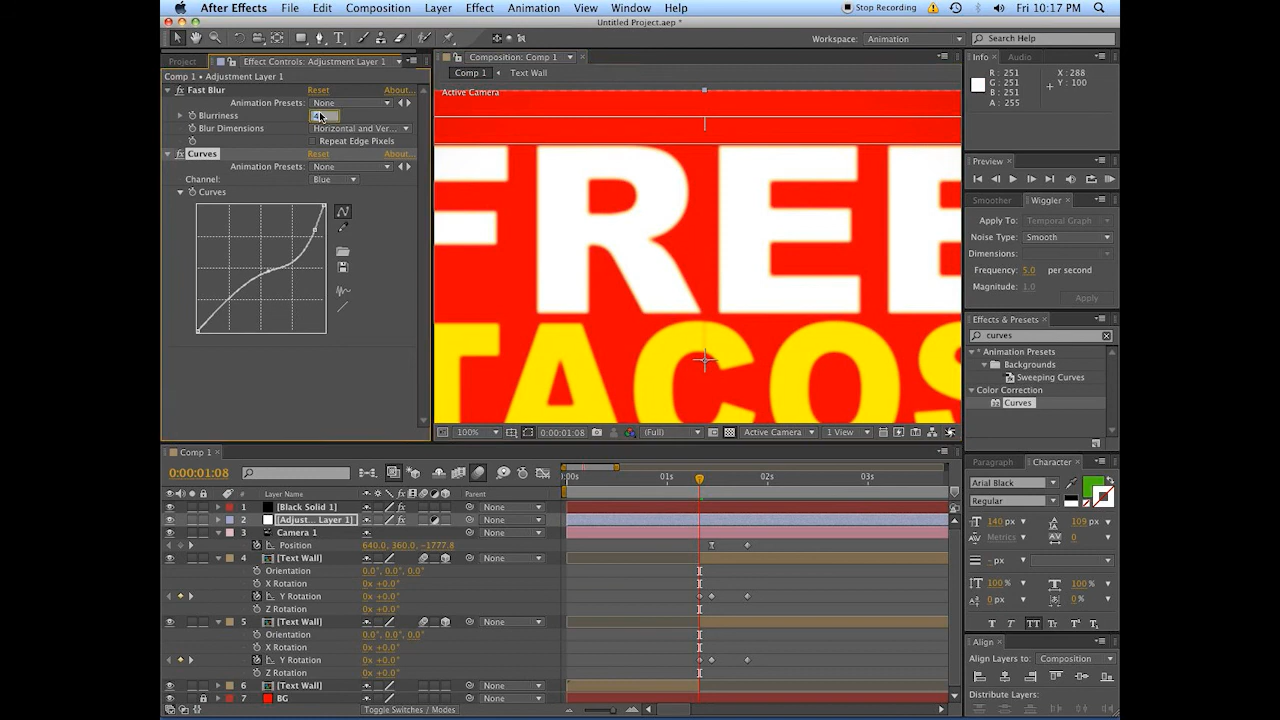 After Effects File Edit Composition Layer Effect Animation View Window Help Stop Recording Fri 10:17 PM
Untitled Project.aep *
Workspace: Animation Search Help
Project Effect Controls: Adjustment Layer 1
Comp 1 • Adjustment Layer 1
Fast Blur Reset About...
Animation Presets: None
Blurriness
Blur Dimensions Horizontal and Ver...
Repeat Edge Pixels
Curves Reset About...
Animation Presets: None
Channel: Blue
Curves
Composition: Comp 1
Comp 1 Text Wall
Active Camera
FREE
TACOS
100% 0:00:01:08 (Full) Active Camera 1 View
Info Audio
R: 251 X: 288
G: 251 Y: 100
B: 251
A: 255
Preview
Smoother Wiggler
Apply To: Temporal Graph
Noise Type: Smooth
Dimensions:
Frequency: 5.0 per second
Magnitude: 1.0
Apply
Effects & Presets
curves
* Animation Presets
Backgrounds
Sweeping Curves
Color Correction
Curves
Paragraph Character
Arial Black
Regular
140 px 109 px
Metrics 0
- px
100% 100%
0 px 0 %
T T TT Tr T' T,
Align
Align Layers to: Composition
Distribute Layers:
Comp 1
0:00:01:08
:00s 01s 02s 03s
# Layer Name Parent
1 [Black Solid 1] None
2 [Adjust... Layer 1] None
3 Camera 1 None
Position 640.0, 360.0, -1777.8
4 [Text Wall] None
Orientation 0.0°, 0.0°, 0.0°
X Rotation 0x +0.0°
Y Rotation 0x +0.0°
Z Rotation 0x +0.0°
5 [Text Wall] None
Orientation 0.0°, 0.0°, 0.0°
X Rotation 0x +0.0°
Y Rotation 0x +0.0°
Z Rotation 0x +0.0°
6 [Text Wall] None
7 BG None
Toggle Switches / Modes